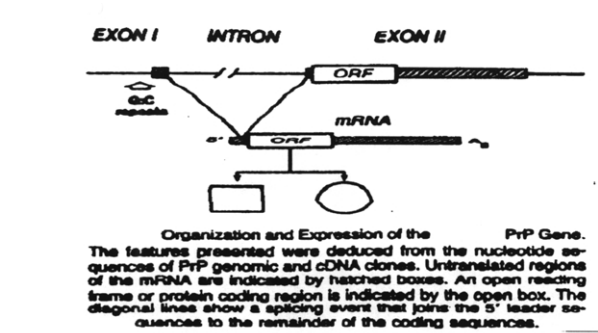 EXON I INTRON EXON II
ORF
G:C
repeats
mRNA
5' ORF
Organization and Expression of the PrP Gene.
The features presented were deduced from the nucleotide se-
quences of PrP genomic and cDNA clones. Untranslated regions
of the mRNA are indicated by hatched boxes. An open reading
frame or protein coding region is indicated by the open box. The
diagonal lines show a splicing event that joins the 5' leader se-
quences to the remainder of the coding sequences.